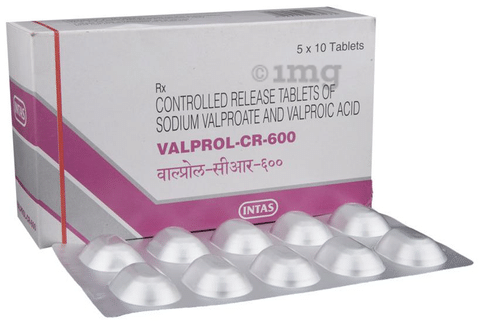 5 x 10 Tablets
© 1mg
Rx
CONTROLLED RELEASE TABLETS OF
SODIUM VALPROATE AND VALPROIC ACID
VALPROL-CR-600
वाल्प्रोल-सीआर-६००
INTAS
INTAS